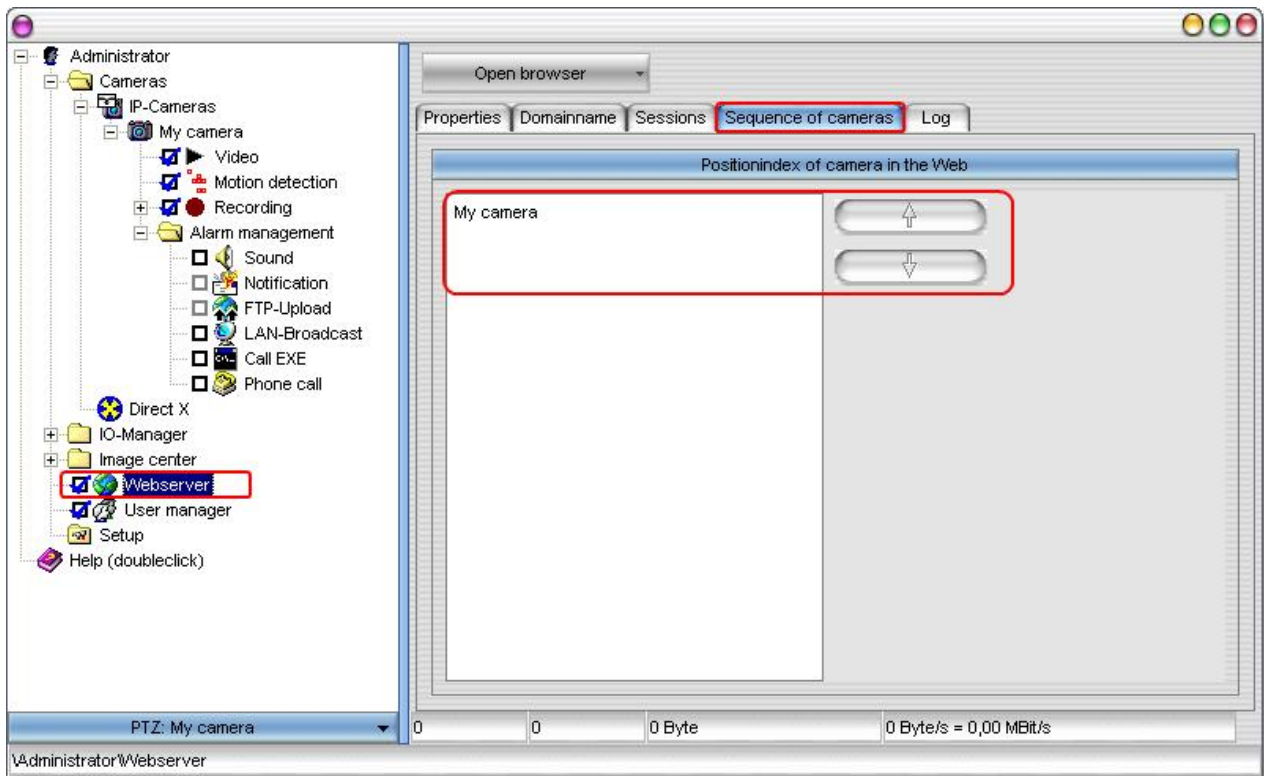 Administrator
Cameras
IP-Cameras
My camera
Video
Motion detection
Recording
Alarm management
Sound
Notification
FTP-Upload
LAN-Broadcast
Call EXE
Phone call
Direct X
IO-Manager
Image center
Webserver
User manager
Setup
Help (doubleclick)
PTZ: My camera
Open browser
Properties Domainname Sessions Sequence of cameras Log
Positionindex of camera in the Web
My camera
0 0 0 Byte 0 Byte/s = 0,00 MBit/s
\Administrator\Webserver